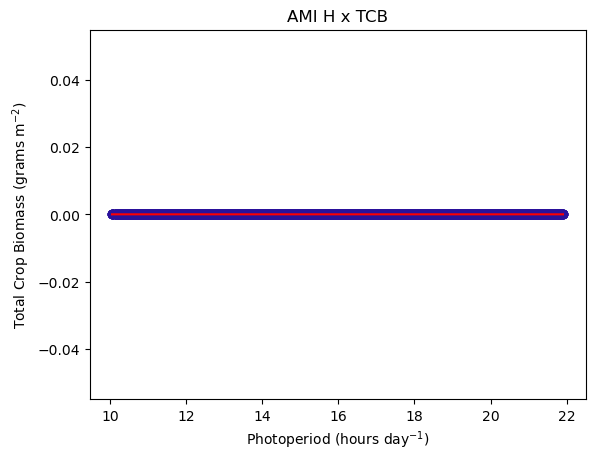 AMI H x TCB
Total Crop Biomass (grams m⁻²)
0.04
0.02
0.00
−0.02
−0.04
10 12 14 16 18 20 22
Photoperiod (hours day⁻¹)